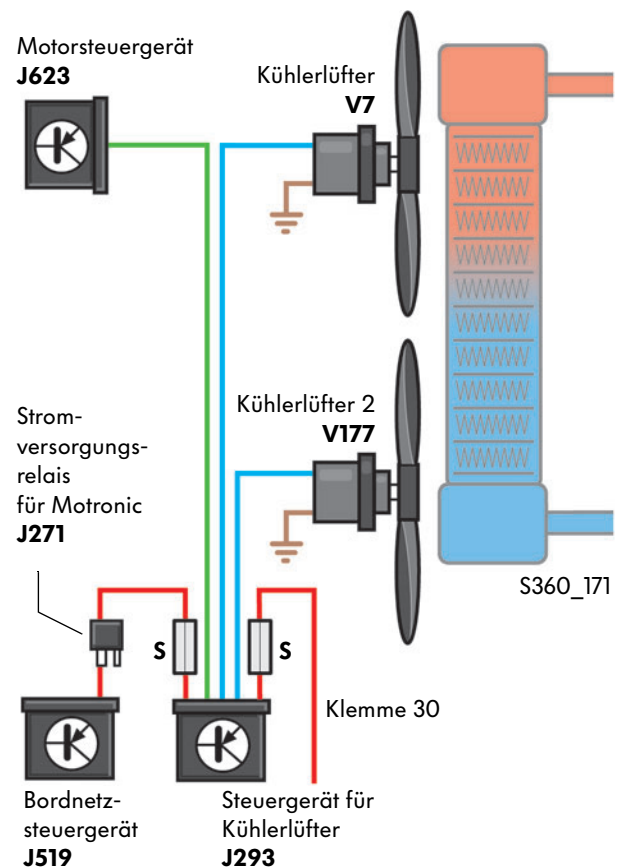 Motorsteuergerät
J623
Kühlerlüfter
V7
Kühlerlüfter 2
V177
Strom-
versorgungs-
relais
für Motronic
J271
S360_171
S
S
Klemme 30
Bordnetz-
steuergerät
J519
Steuergerät für
Kühlerlüfter
J293